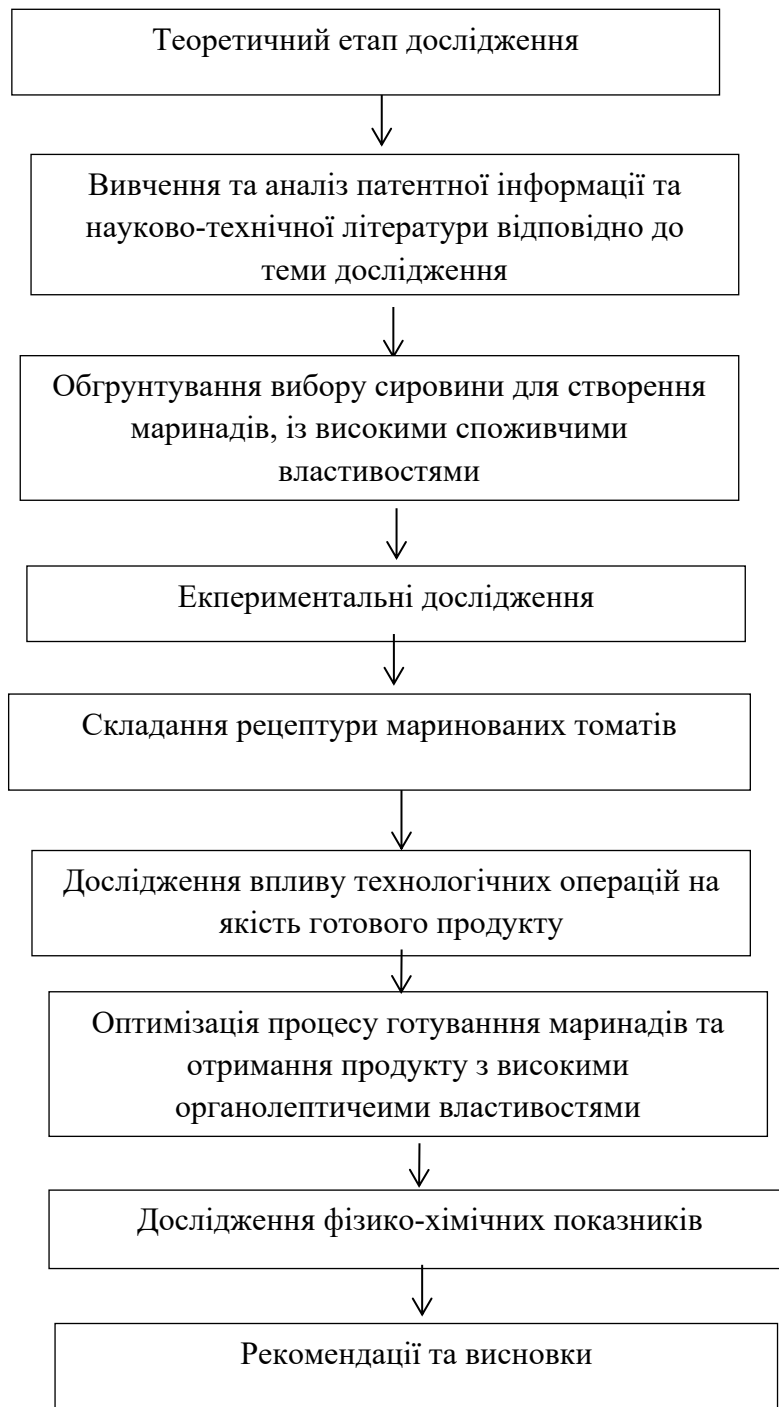 Теоретичний етап дослідження
Вивчення та аналіз патентної інформації та
науково-технічної літератури відповідно до
теми дослідження
Обгрунтування вибору сировини для створення
маринадів, із високими споживчими
властивостями
Екпериментальні дослідження
Складання рецептури маринованих томатів
Дослідження впливу технологічних операцій на
якість готового продукту
Оптимізація процесу готуванння маринадів та
отримання продукту з високими
органолептичеими властивостями
Дослідження фізико-хімічних показників
Рекомендації та висновки